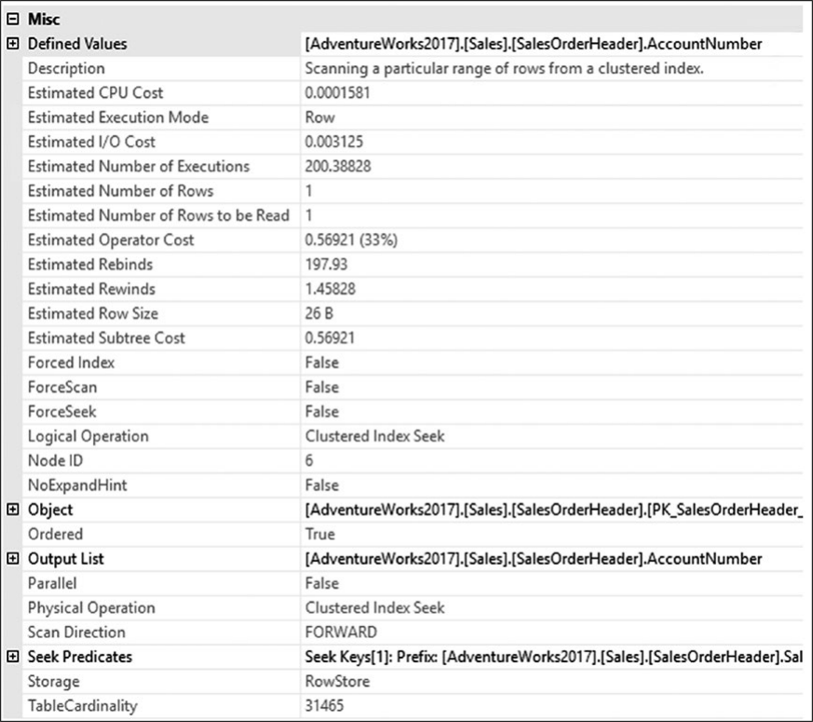 Misc
Defined Values [AdventureWorks2017].[Sales].[SalesOrderHeader].AccountNumber
Description Scanning a particular range of rows from a clustered index.
Estimated CPU Cost 0.0001581
Estimated Execution Mode Row
Estimated I/O Cost 0.003125
Estimated Number of Executions 200.38828
Estimated Number of Rows 1
Estimated Number of Rows to be Read 1
Estimated Operator Cost 0.56921 (33%)
Estimated Rebinds 197.93
Estimated Rewinds 1.45828
Estimated Row Size 26 B
Estimated Subtree Cost 0.56921
Forced Index False
ForceScan False
ForceSeek False
Logical Operation Clustered Index Seek
Node ID 6
NoExpandHint False
Object [AdventureWorks2017].[Sales].[SalesOrderHeader].[PK_SalesOrderHeader_
Ordered True
Output List [AdventureWorks2017].[Sales].[SalesOrderHeader].AccountNumber
Parallel False
Physical Operation Clustered Index Seek
Scan Direction FORWARD
Seek Predicates Seek Keys[1]: Prefix: [AdventureWorks2017].[Sales].[SalesOrderHeader].Sal
Storage RowStore
TableCardinality 31465